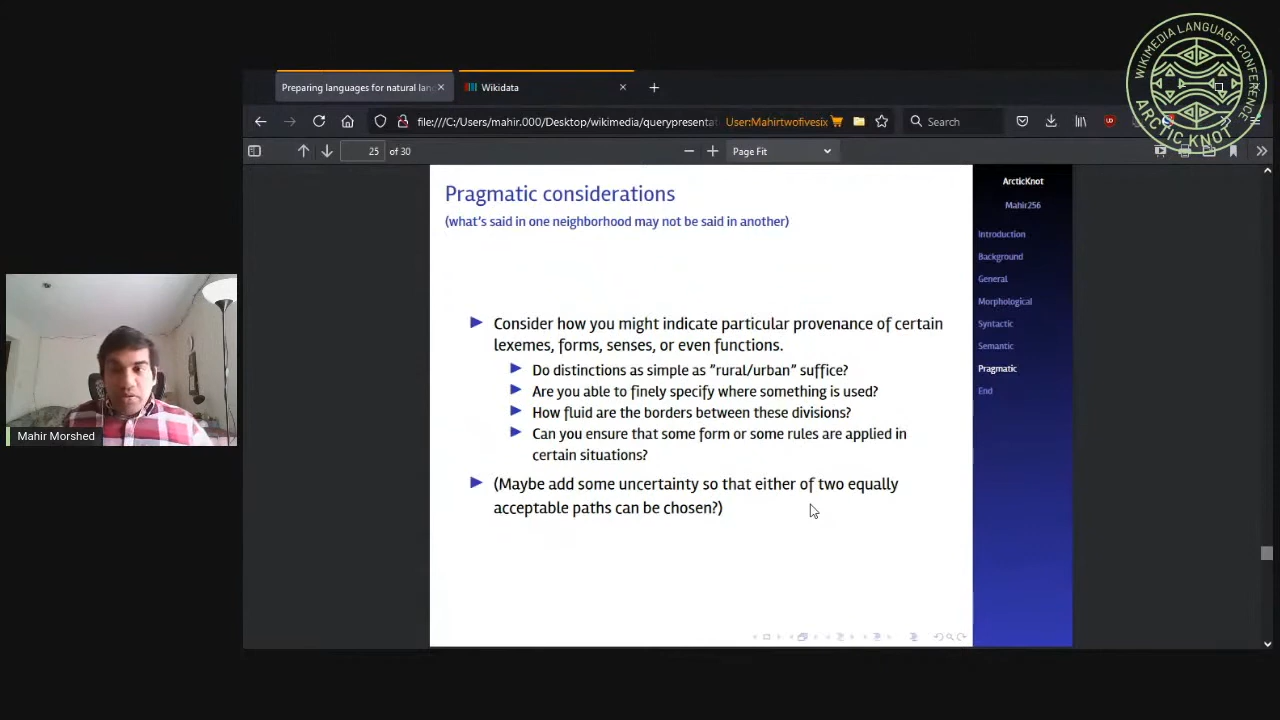 WIKIMEDIA LANGUAGE CONFERENCE
ARCTIC KNOT
Preparing languages for natural lan
Wikidata
file:///C:/Users/mahir.000/Desktop/wikimedia/querypresentat
User:Mahirtwofivesix
Search
25 of 30
Page Fit
Pragmatic considerations
(what's said in one neighborhood may not be said in another)
Consider how you might indicate particular provenance of certain
lexemes, forms, senses, or even functions.
Do distinctions as simple as "rural/urban" suffice?
Are you able to finely specify where something is used?
How fluid are the borders between these divisions?
Can you ensure that some form or some rules are applied in
certain situations?
(Maybe add some uncertainty so that either of two equally
acceptable paths can be chosen?)
ArcticKnot
Mahir256
Introduction
Background
General
Morphological
Syntactic
Semantic
Pragmatic
End
Mahir Morshed